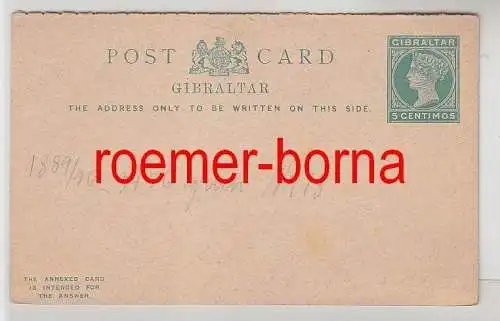 POST CARD
GIBRALTAR
THE ADDRESS ONLY TO BE WRITTEN ON THIS SIDE.
GIBRALTAR
5 CENTIMOS
roemer-borna
1889/
THE ANNEXED CARD
IS INTENDED FOR
THE ANSWER.